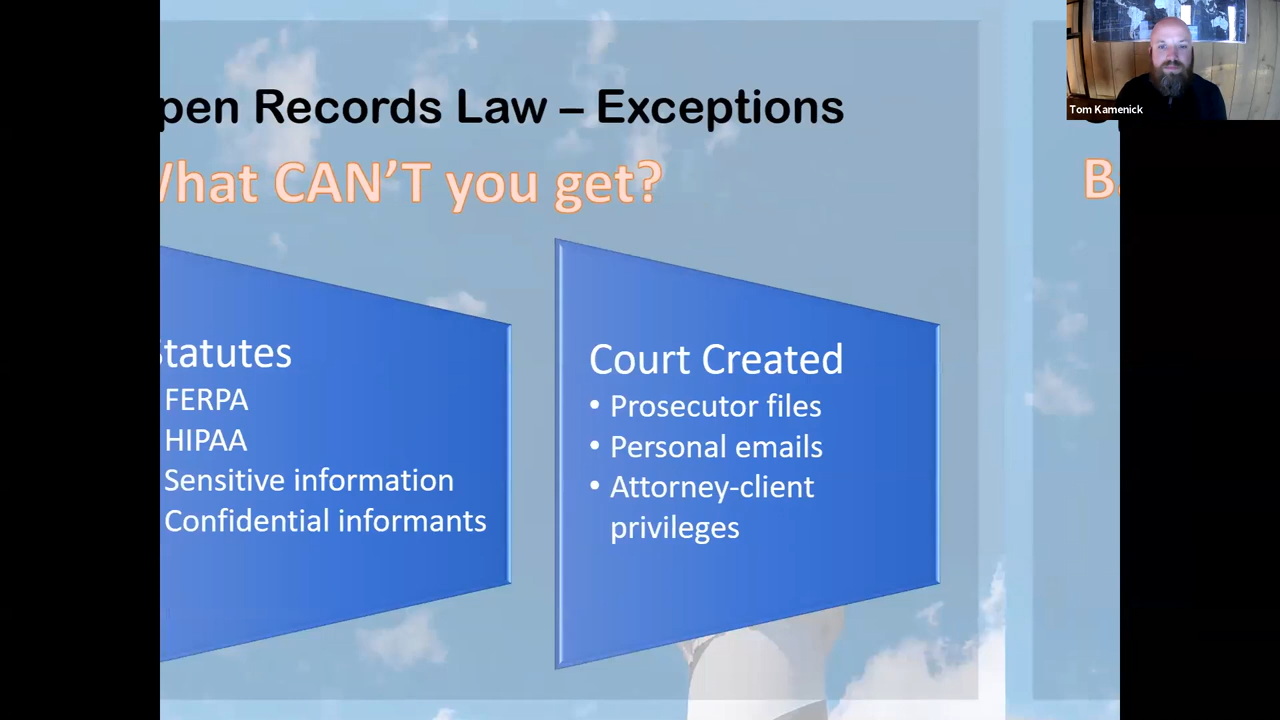 pen Records Law – Exceptions
hat CAN'T you get?
B
tatutes
FERPA
HIPAA
Sensitive information
Confidential informants
Court Created
• Prosecutor files
• Personal emails
• Attorney-client
privileges
Tom Kamenick